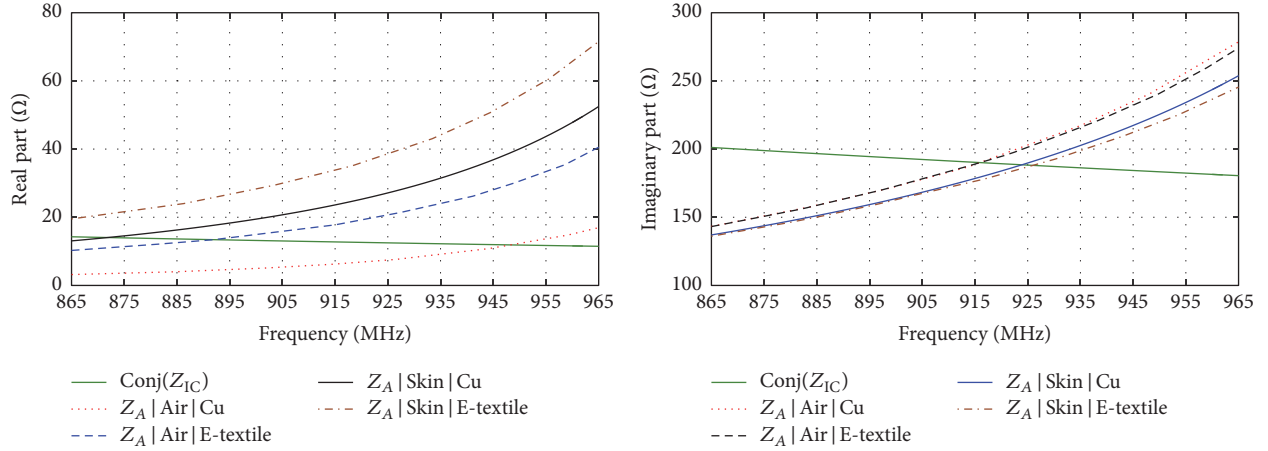 80
60
40
20
0
Real part (Ω)
865 875 885 895 905 915 925 935 945 955 965
Frequency (MHz)
Conj(Z_IC)
Z_A | Air | Cu
Z_A | Air | E-textile
Z_A | Skin | Cu
Z_A | Skin | E-textile
300
250
200
150
100
Imaginary part (Ω)
865 875 885 895 905 915 925 935 945 955 965
Frequency (MHz)
Conj(Z_IC)
Z_A | Air | Cu
Z_A | Air | E-textile
Z_A | Skin | Cu
Z_A | Skin | E-textile